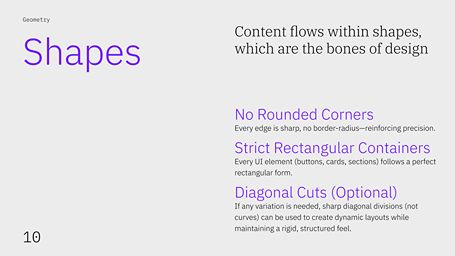 Geometry
Shapes
Content flows within shapes,
which are the bones of design
No Rounded Corners
Every edge is sharp, no border-radius—reinforcing precision.
Strict Rectangular Containers
Every UI element (buttons, cards, sections) follows a perfect
rectangular form.
Diagonal Cuts (Optional)
If any variation is needed, sharp diagonal divisions (not
curves) can be used to create dynamic layouts while
maintaining a rigid, structured feel.
10